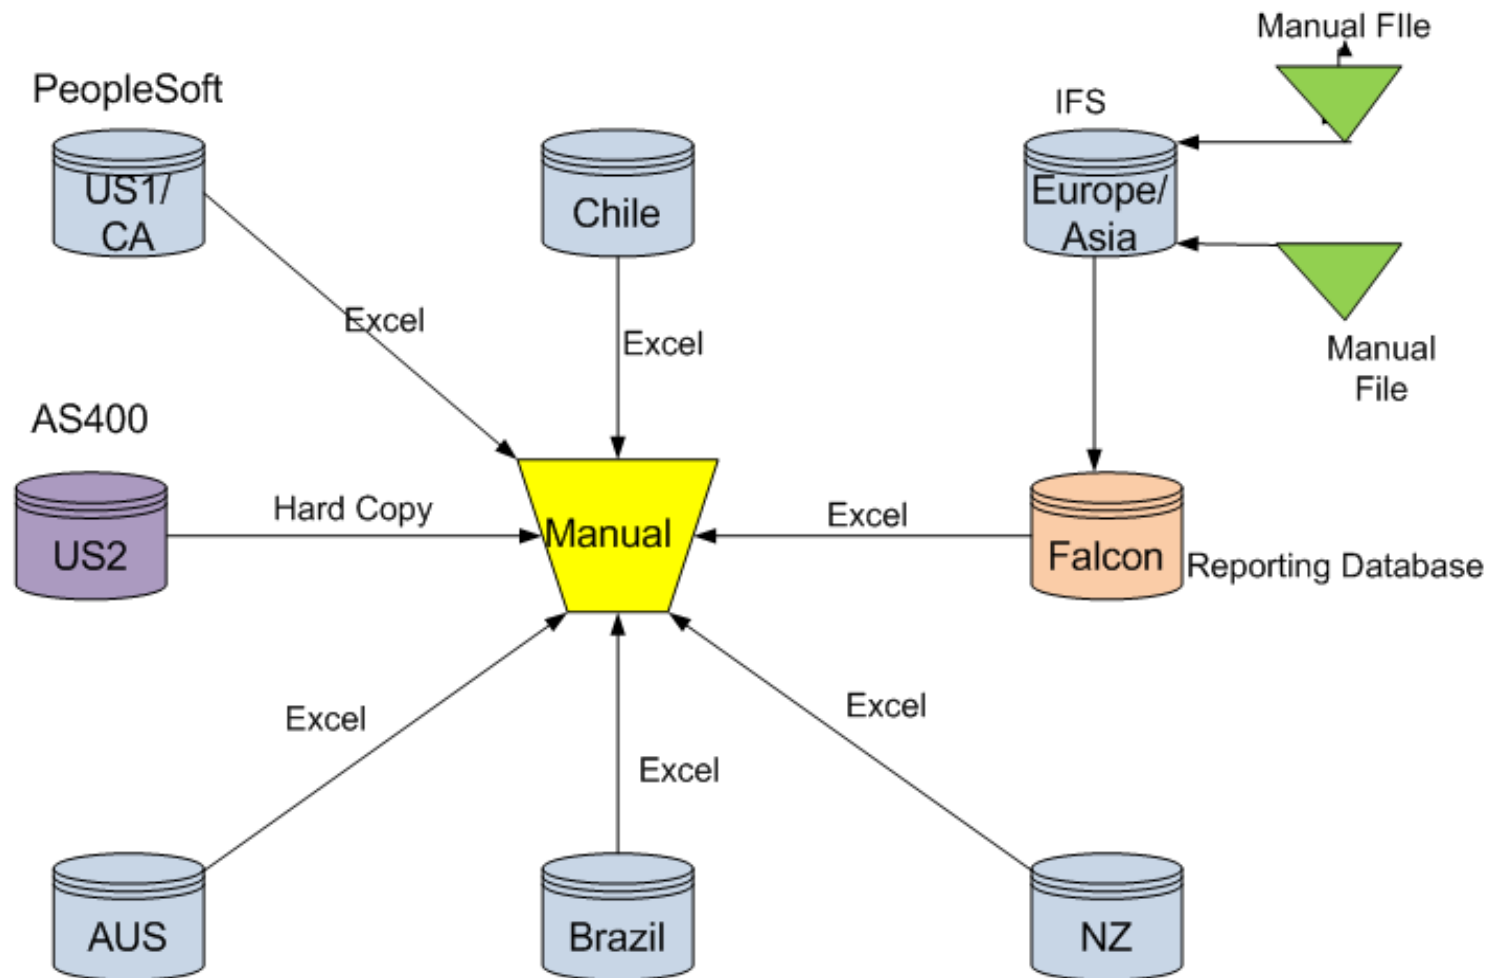 Manual FIle
PeopleSoft
IFS
US1/
CA
Chile
Europe/
Asia
Excel
Excel
Manual
File
AS400
Hard Copy
Manual
Excel
US2
Falcon
Reporting Database
Excel
Excel
Excel
AUS
Brazil
NZ